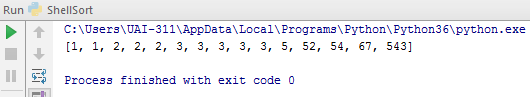 Run ShellSort
C:\Users\UAI-311\AppData\Local\Programs\Python\Python36\python.exe
[1, 1, 2, 2, 2, 3, 3, 3, 3, 3, 5, 52, 54, 67, 543]
Process finished with exit code 0